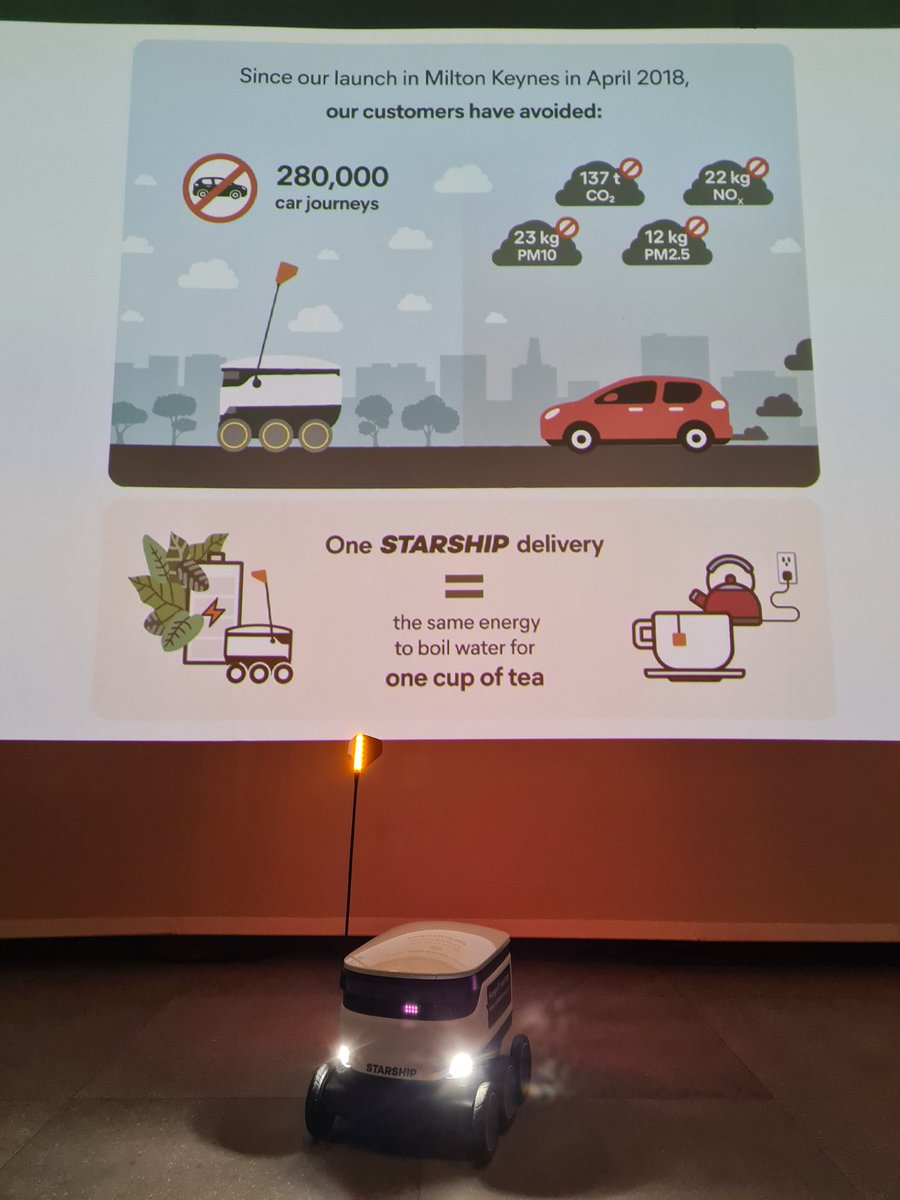 Since our launch in Milton Keynes in April 2018,
our customers have avoided:
280,000
car journeys
137 t
CO₂
22 kg
NOₓ
23 kg
PM10
12 kg
PM2.5
One STARSHIP delivery
=
the same energy
to boil water for
one cup of tea
STARSHIP